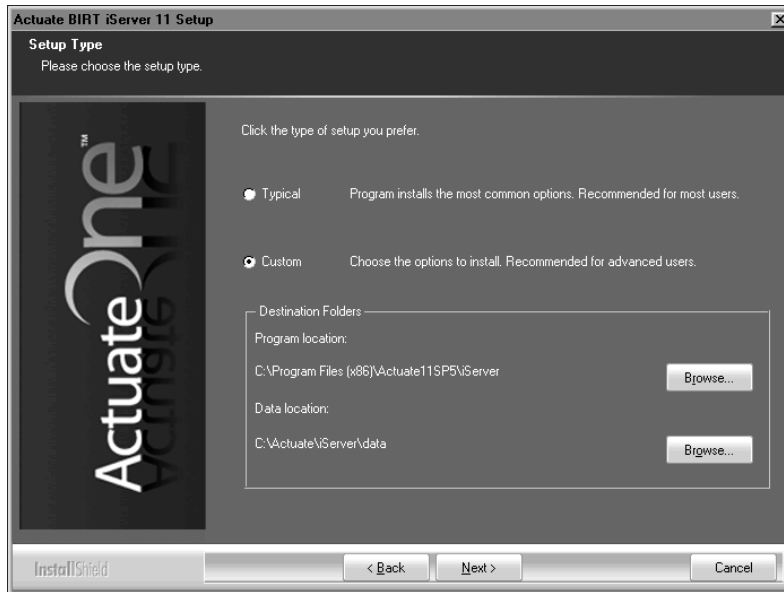 Actuate BIRT iServer 11 Setup
Setup Type
Please choose the setup type.
ActuateOne™
Click the type of setup you prefer.
Typical Program installs the most common options. Recommended for most users.
Custom Choose the options to install. Recommended for advanced users.
Destination Folders
Program location:
C:\Program Files (x86)\Actuate11SP5\iServer
Browse...
Data location:
C:\Actuate\iServer\data
Browse...
InstallShield
< Back Next > Cancel